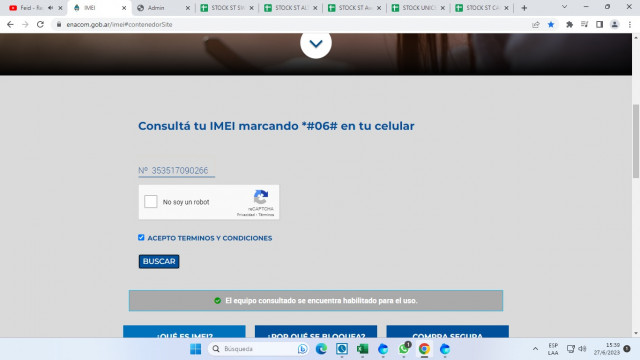 Feid - Re
IMEI
Admin
STOCK ST SI
STOCK ST AL
STOCK ST A
STOCK UNIC
STOCK ST CA
enacom.gob.ar/imei#contenedorSite
Consultá tu IMEI marcando *#06# en tu celular
Nº 353517090266
No soy un robot
reCAPTCHA
Privacidad - Términos
ACEPTO TERMINOS Y CONDICIONES
BUSCAR
El equipo consultado se encuentra habilitado para el uso.
¿QUÉ ES IMEI?
¿POR QUÉ SE BLOQUEA?
COMPRA SEGURA
Búsqueda
1
ESP
LAA
15:39
27/6/2023